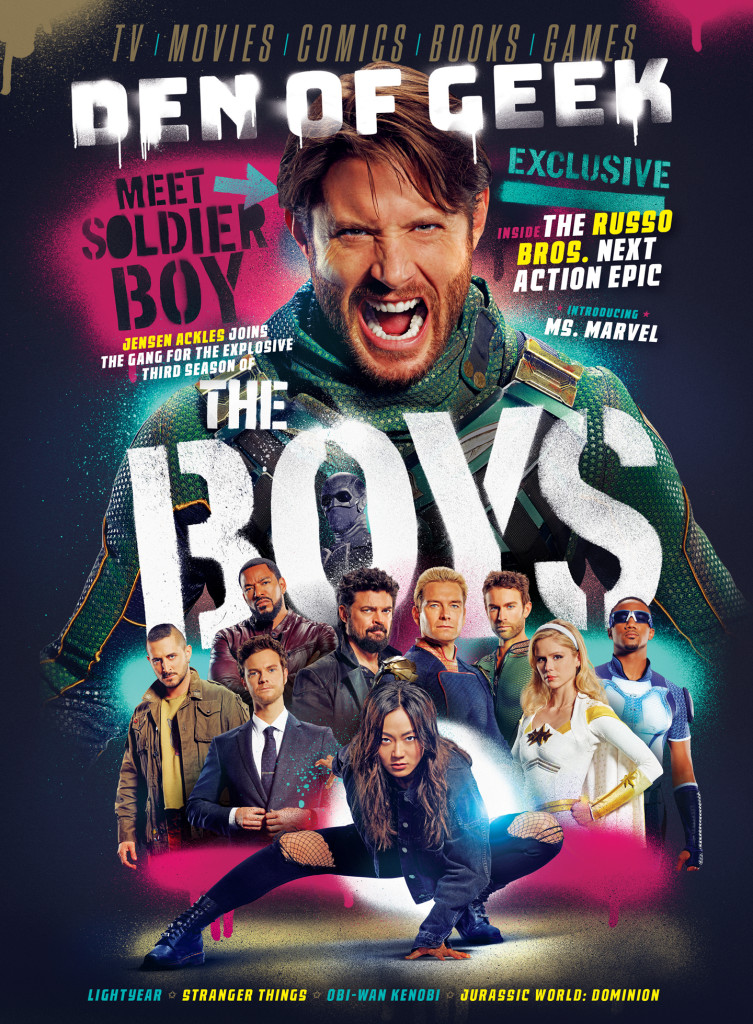 TV | MOVIES | COMICS | BOOKS | GAMES
DEN OF GEEK
MEET
SOLDIER
BOY
JENSEN ACKLES JOINS
THE GANG FOR THE EXPLOSIVE
THIRD SEASON OF
THE
BOYS
EXCLUSIVE
INSIDE THE RUSSO
BROS. NEXT
ACTION EPIC
INTRODUCING ★
MS. MARVEL
LIGHTYEAR ✩ STRANGER THINGS ✩ OBI-WAN KENOBI ✩ JURASSIC WORLD: DOMINION